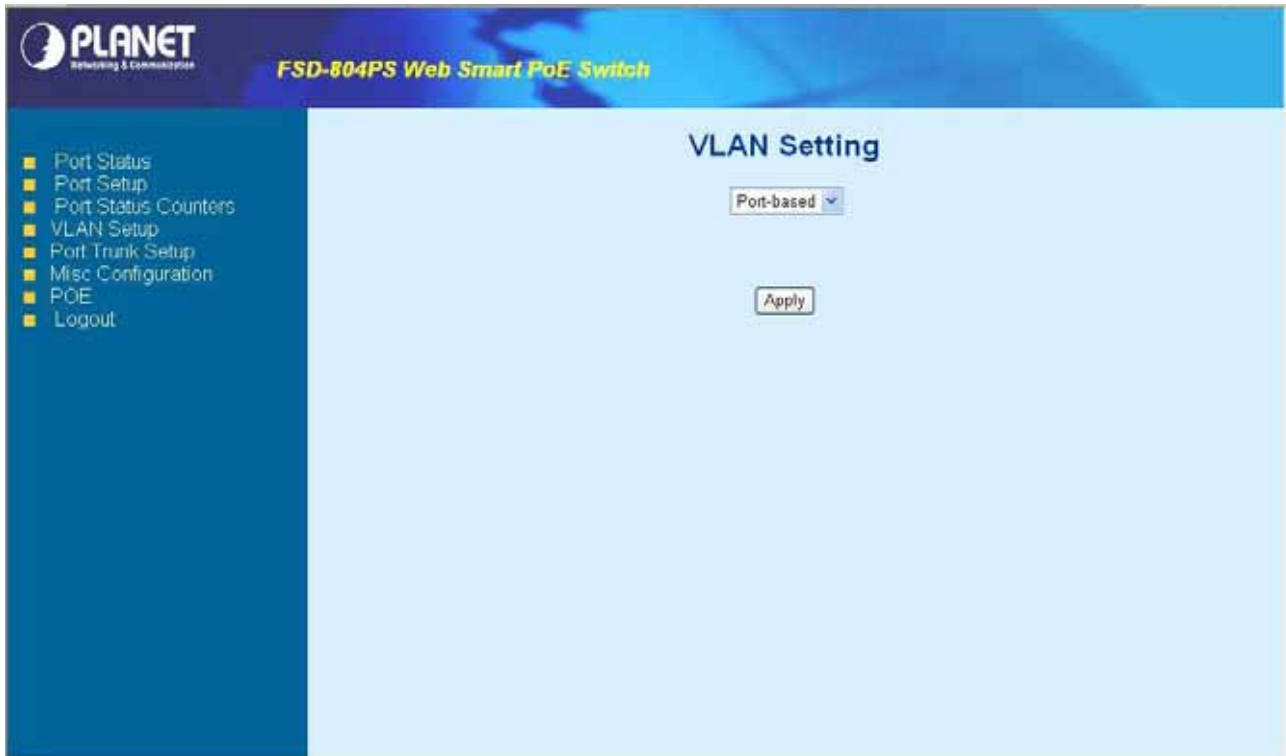 PLANET
Networking & Communication
FSD-804PS Web Smart PoE Switch
Port Status
Port Setup
Port Status Counters
VLAN Setup
Port Trunk Setup
Misc Configuration
POE
Logout
VLAN Setting
Port-based
Apply